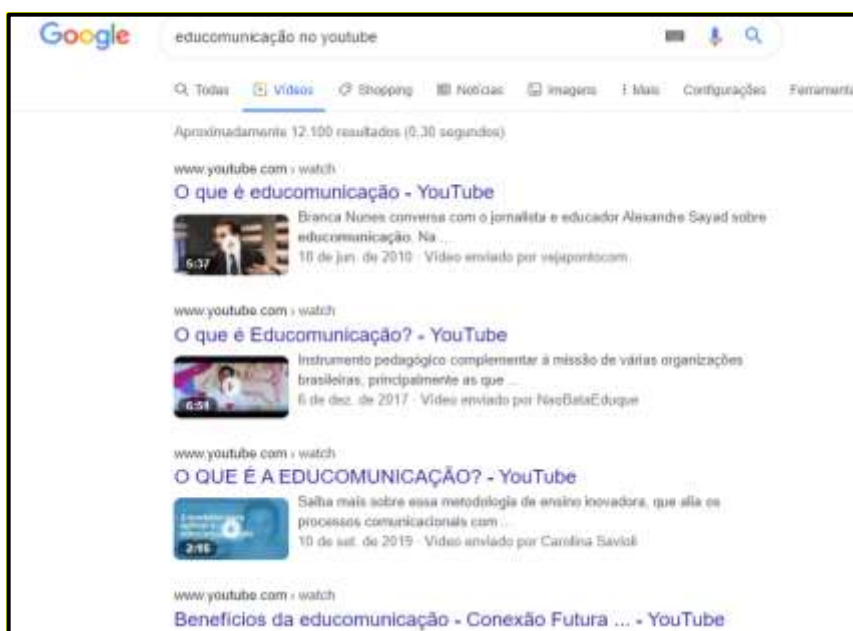 Google
educomunicação no youtube
Todas Vídeos Shopping Notícias Imagens Mais Configurações Ferramenta
Aproximadamente 12.100 resultados (0,30 segundos)
www.youtube.com › watch
O que é educomunicação - YouTube
Branca Nunes conversa com o jornalista e educador Alexandre Sayad sobre
educomunicação. Na ...
6:37
18 de jun. de 2010 · Vídeo enviado por vejapontocom
www.youtube.com › watch
O que é Educomunicação? - YouTube
Instrumento pedagógico complementar à missão de várias organizações
brasileiras, principalmente as que ...
6:51
6 de dez. de 2017 · Vídeo enviado por NaoBataEduque
www.youtube.com › watch
O QUE É A EDUCOMUNICAÇÃO? - YouTube
Saiba mais sobre essa metodologia de ensino inovadora, que alia os
processos comunicacionais com ...
2:16
10 de set. de 2019 · Vídeo enviado por Carolina Savioli
www.youtube.com › watch
Benefícios da educomunicação - Conexão Futura ... - YouTube